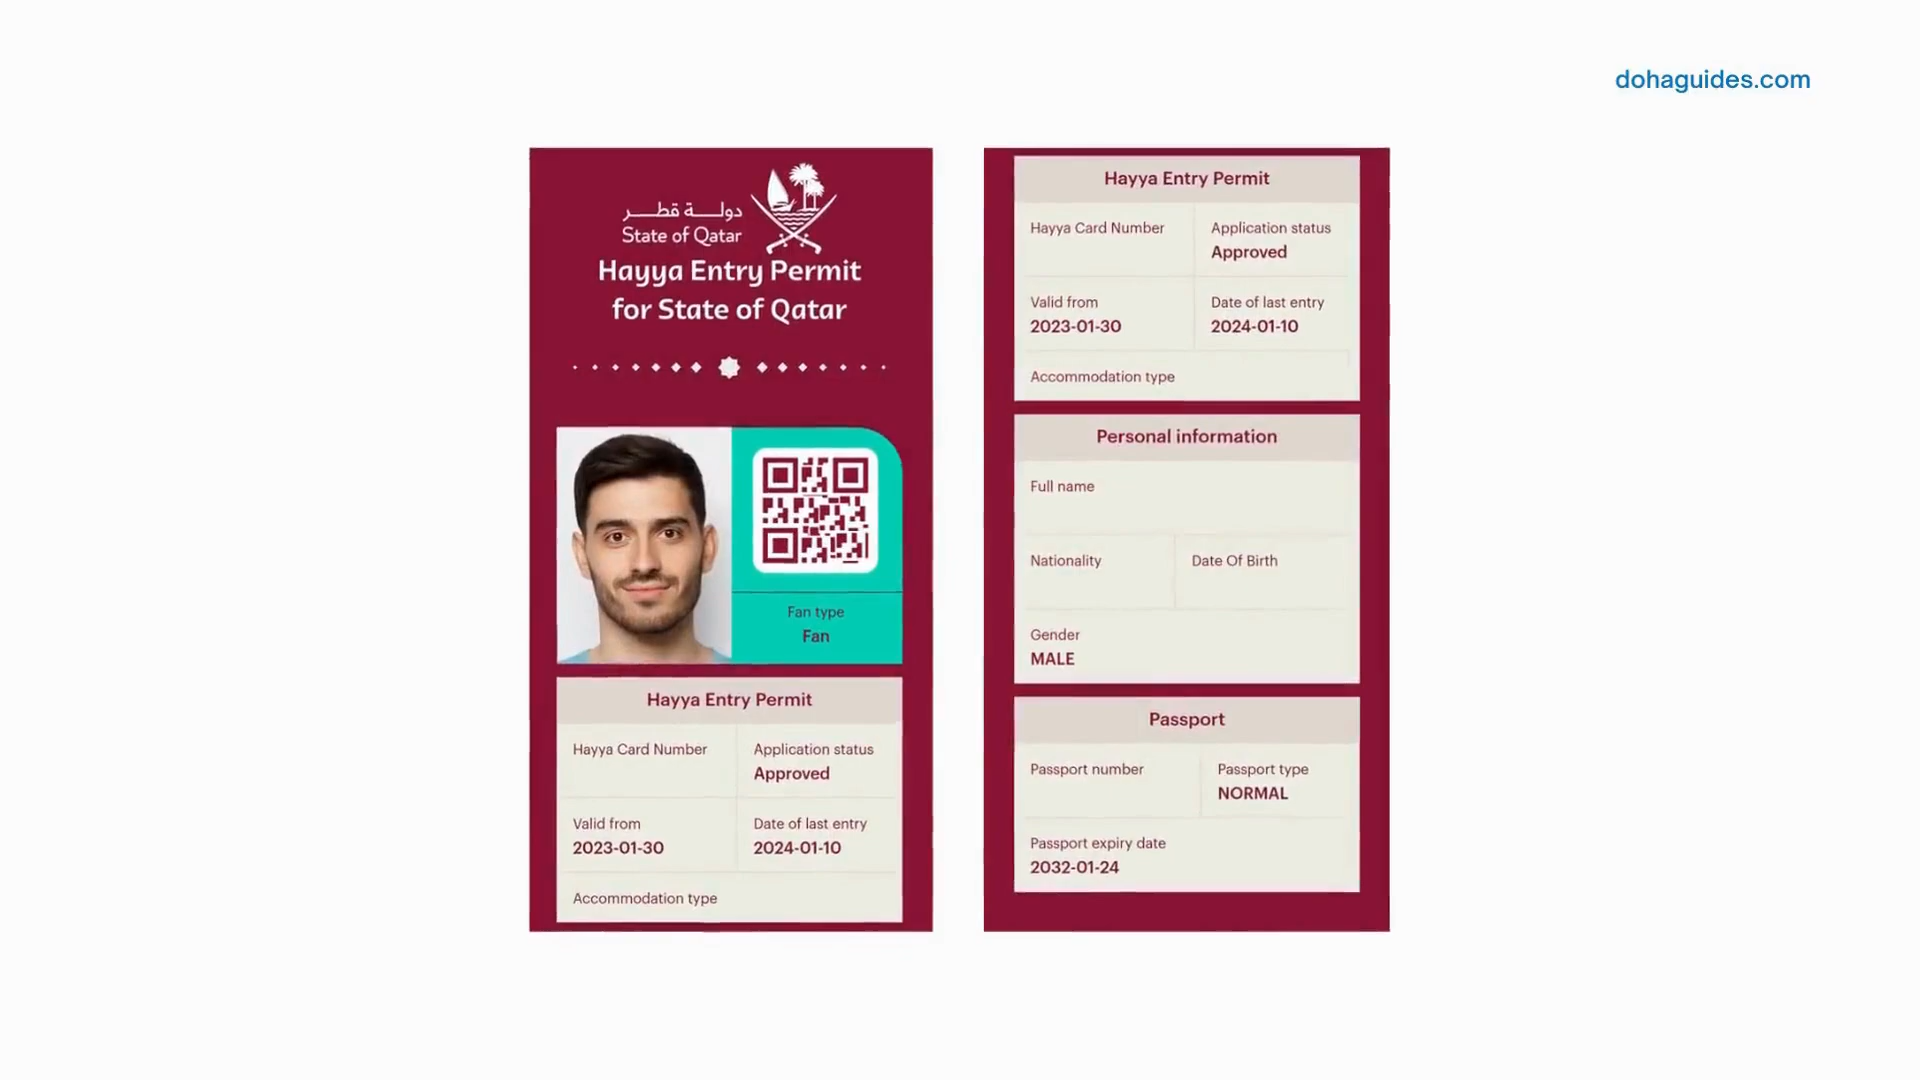 dohaguides.com
دولة قطر
State of Qatar
Hayya Entry Permit
for State of Qatar
Fan type
Fan
Hayya Entry Permit
Hayya Card Number
Application status
Approved
Valid from
2023-01-30
Date of last entry
2024-01-10
Accommodation type
Hayya Entry Permit
Hayya Card Number
Application status
Approved
Valid from
2023-01-30
Date of last entry
2024-01-10
Accommodation type
Personal information
Full name
Nationality
Date Of Birth
Gender
MALE
Passport
Passport number
Passport type
NORMAL
Passport expiry date
2032-01-24